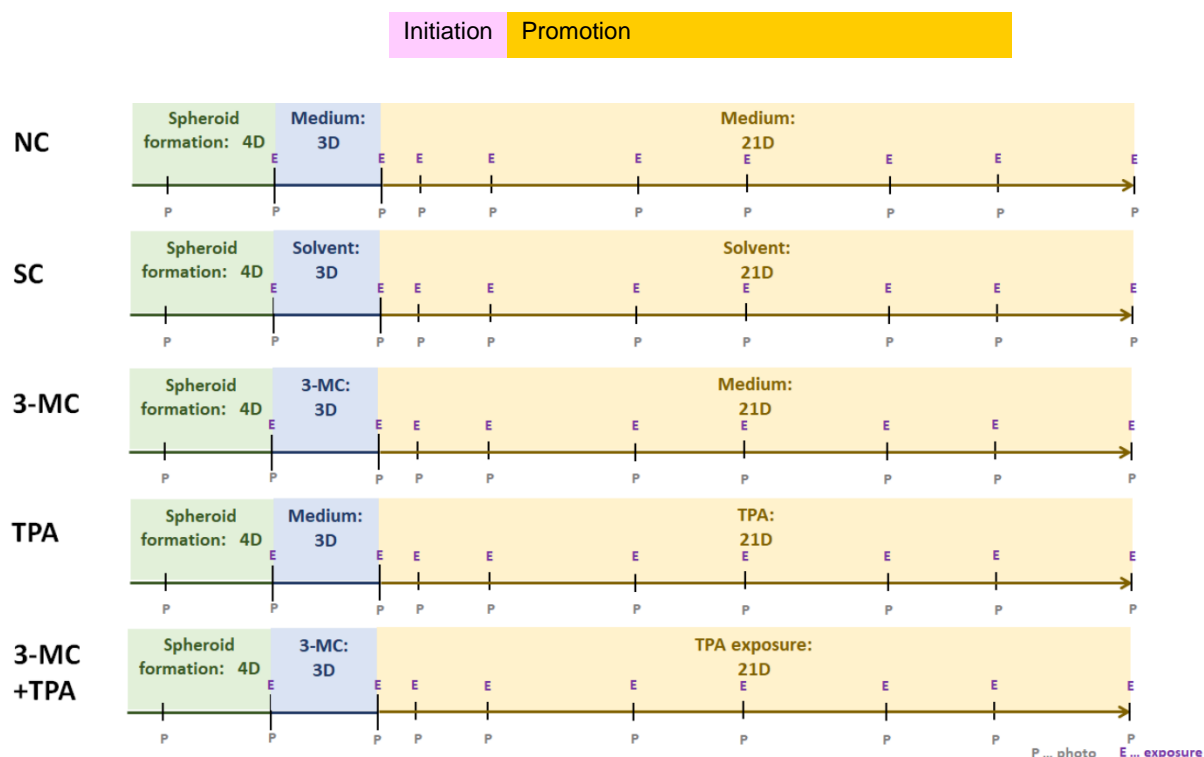 Initiation Promotion
NC
Spheroid formation: 4D
Medium: 3D
Medium: 21D
E E E E E E E E E
P P P P P P P P P P
SC
Spheroid formation: 4D
Solvent: 3D
Solvent: 21D
E E E E E E E E E
P P P P P P P P P P
3-MC
Spheroid formation: 4D
3-MC: 3D
Medium: 21D
E E E E E E E E E
P P P P P P P P P P
TPA
Spheroid formation: 4D
Medium: 3D
TPA: 21D
E E E E E E E E E
P P P P P P P P P P
3-MC +TPA
Spheroid formation: 4D
3-MC: 3D
TPA exposure: 21D
E E E E E E E E E
P P P P P P P P P P
P ... photo E ... exposure